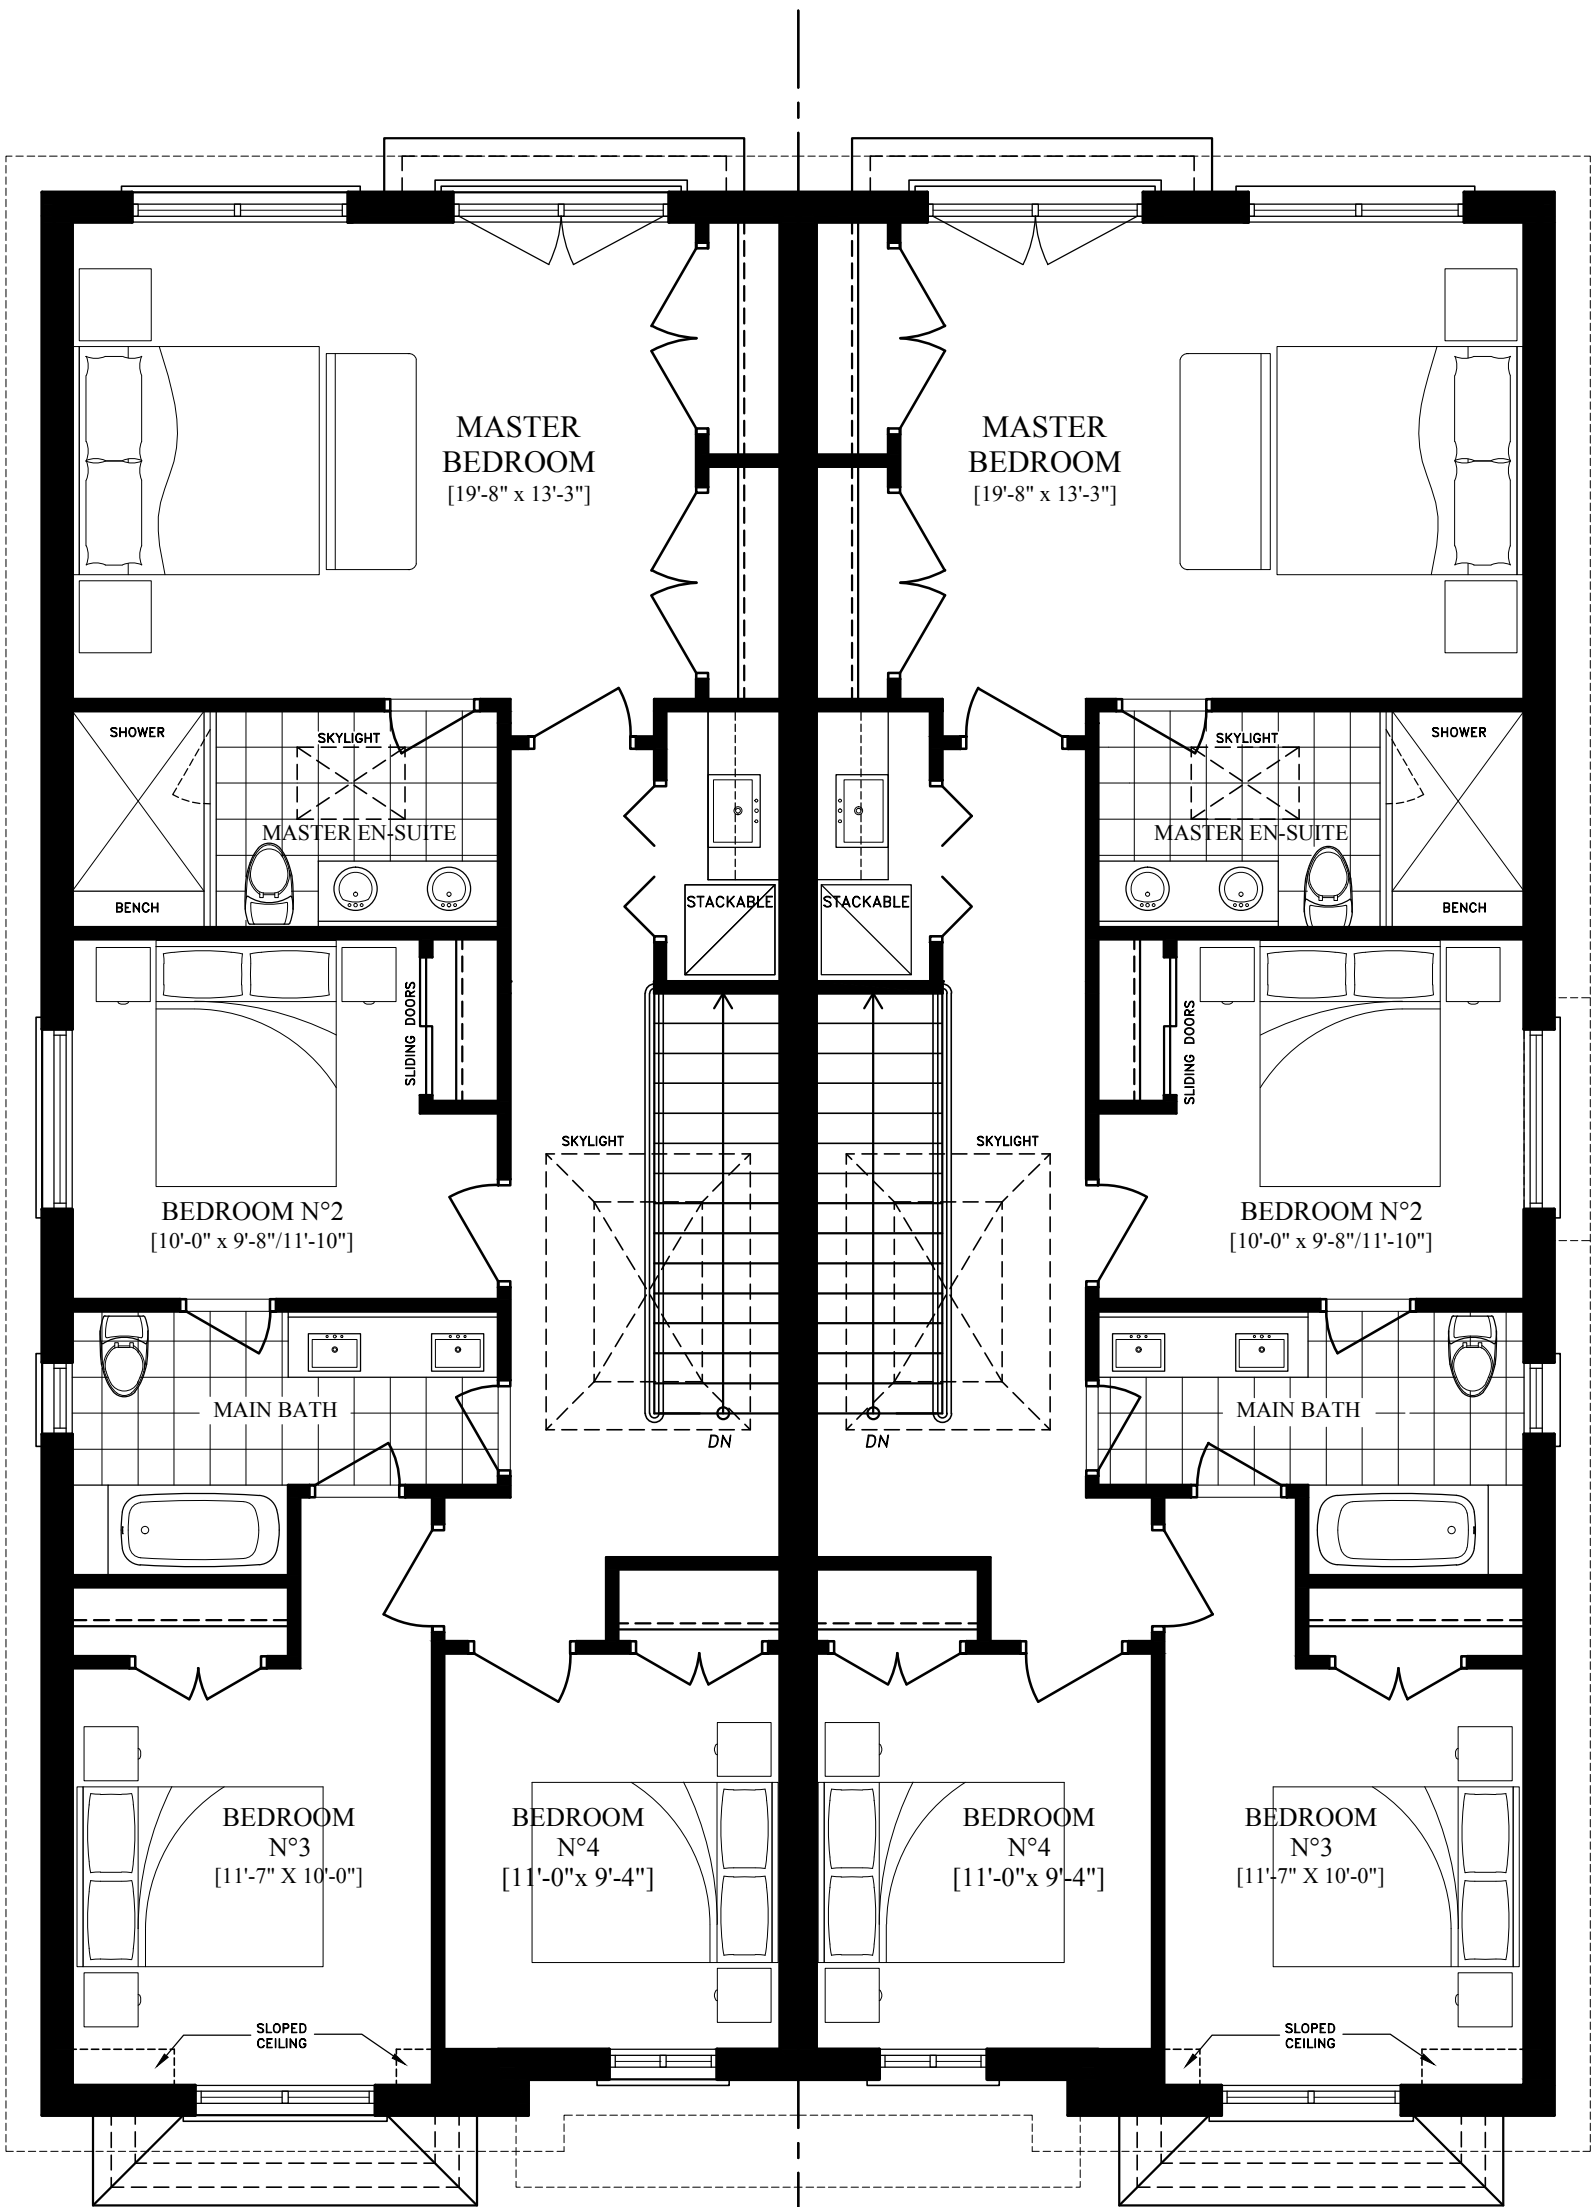 MASTER
BEDROOM
[19'-8" x 13'-3"]
MASTER
BEDROOM
[19'-8" x 13'-3"]
SHOWER
SKYLIGHT
MASTER EN-SUITE
BENCH
STACKABLE
STACKABLE
SKYLIGHT
MASTER EN-SUITE
SHOWER
BENCH
SLIDING DOORS
SLIDING DOORS
SKYLIGHT
SKYLIGHT
BEDROOM N°2
[10'-0" x 9'-8"/11'-10"]
BEDROOM N°2
[10'-0" x 9'-8"/11'-10"]
MAIN BATH
DN
DN
MAIN BATH
BEDROOM
N°3
[11'-7" X 10'-0"]
BEDROOM
N°4
[11'-0"x 9'-4"]
BEDROOM
N°4
[11'-0"x 9'-4"]
BEDROOM
N°3
[11'-7" X 10'-0"]
SLOPED
CEILING
SLOPED
CEILING